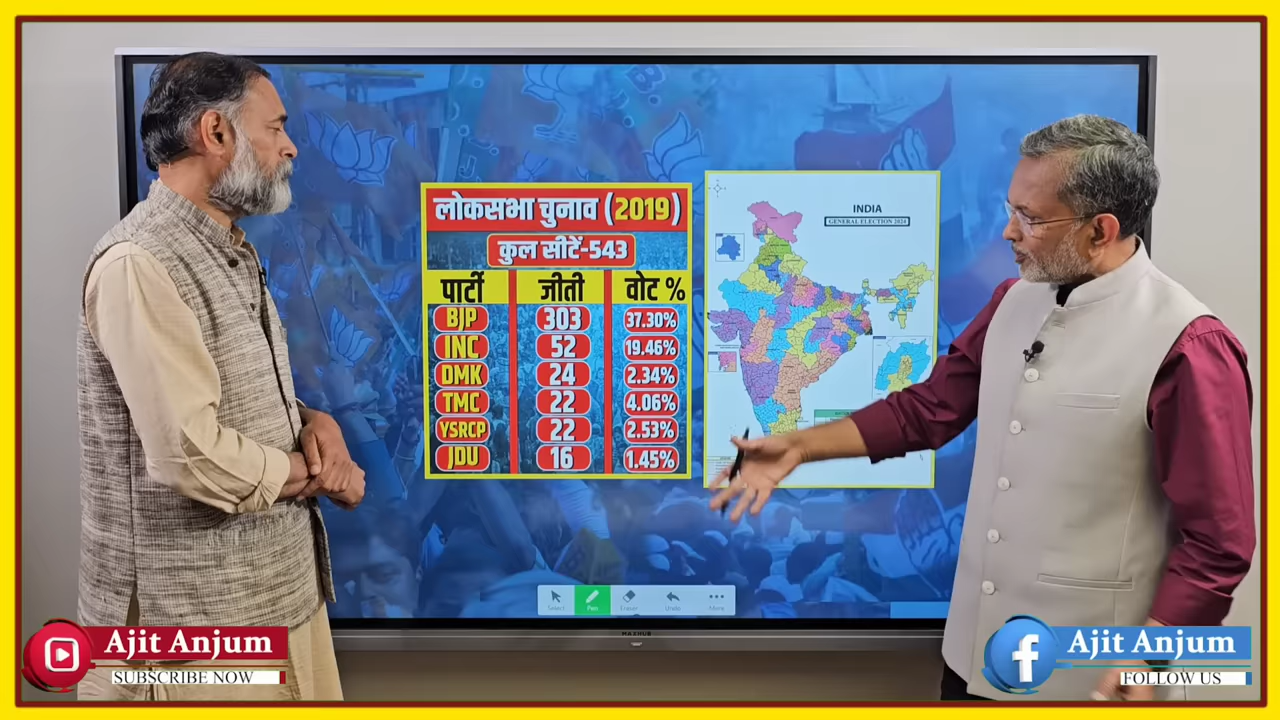 लोकसभा चुनाव (2019)
कुल सीटें-543
पार्टी जीती वोट %
BJP 303 37.30%
INC 52 19.46%
DMK 24 2.34%
TMC 22 4.06%
YSRCP 22 2.53%
JDU 16 1.45%
INDIA
GENERAL ELECTION 2024
Select Pen Eraser Undo More
MAXHUB
Ajit Anjum
SUBSCRIBE NOW
Ajit Anjum
FOLLOW US